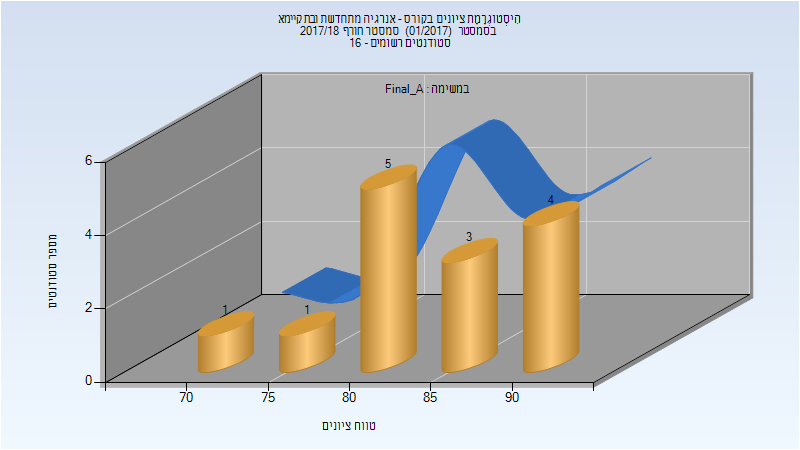 היסטוגרמת ציונים בקורס - אנרגיה מתחדשת ובת קיימא
בסמסטר (01/2017) סמסטר חורף 2017/18
סטודנטים רשומים - 16
במשימה : Final_A
מספר סטודנטים
6
4
2
0
1
1
5
3
4
70
75
80
85
90
טווח ציונים